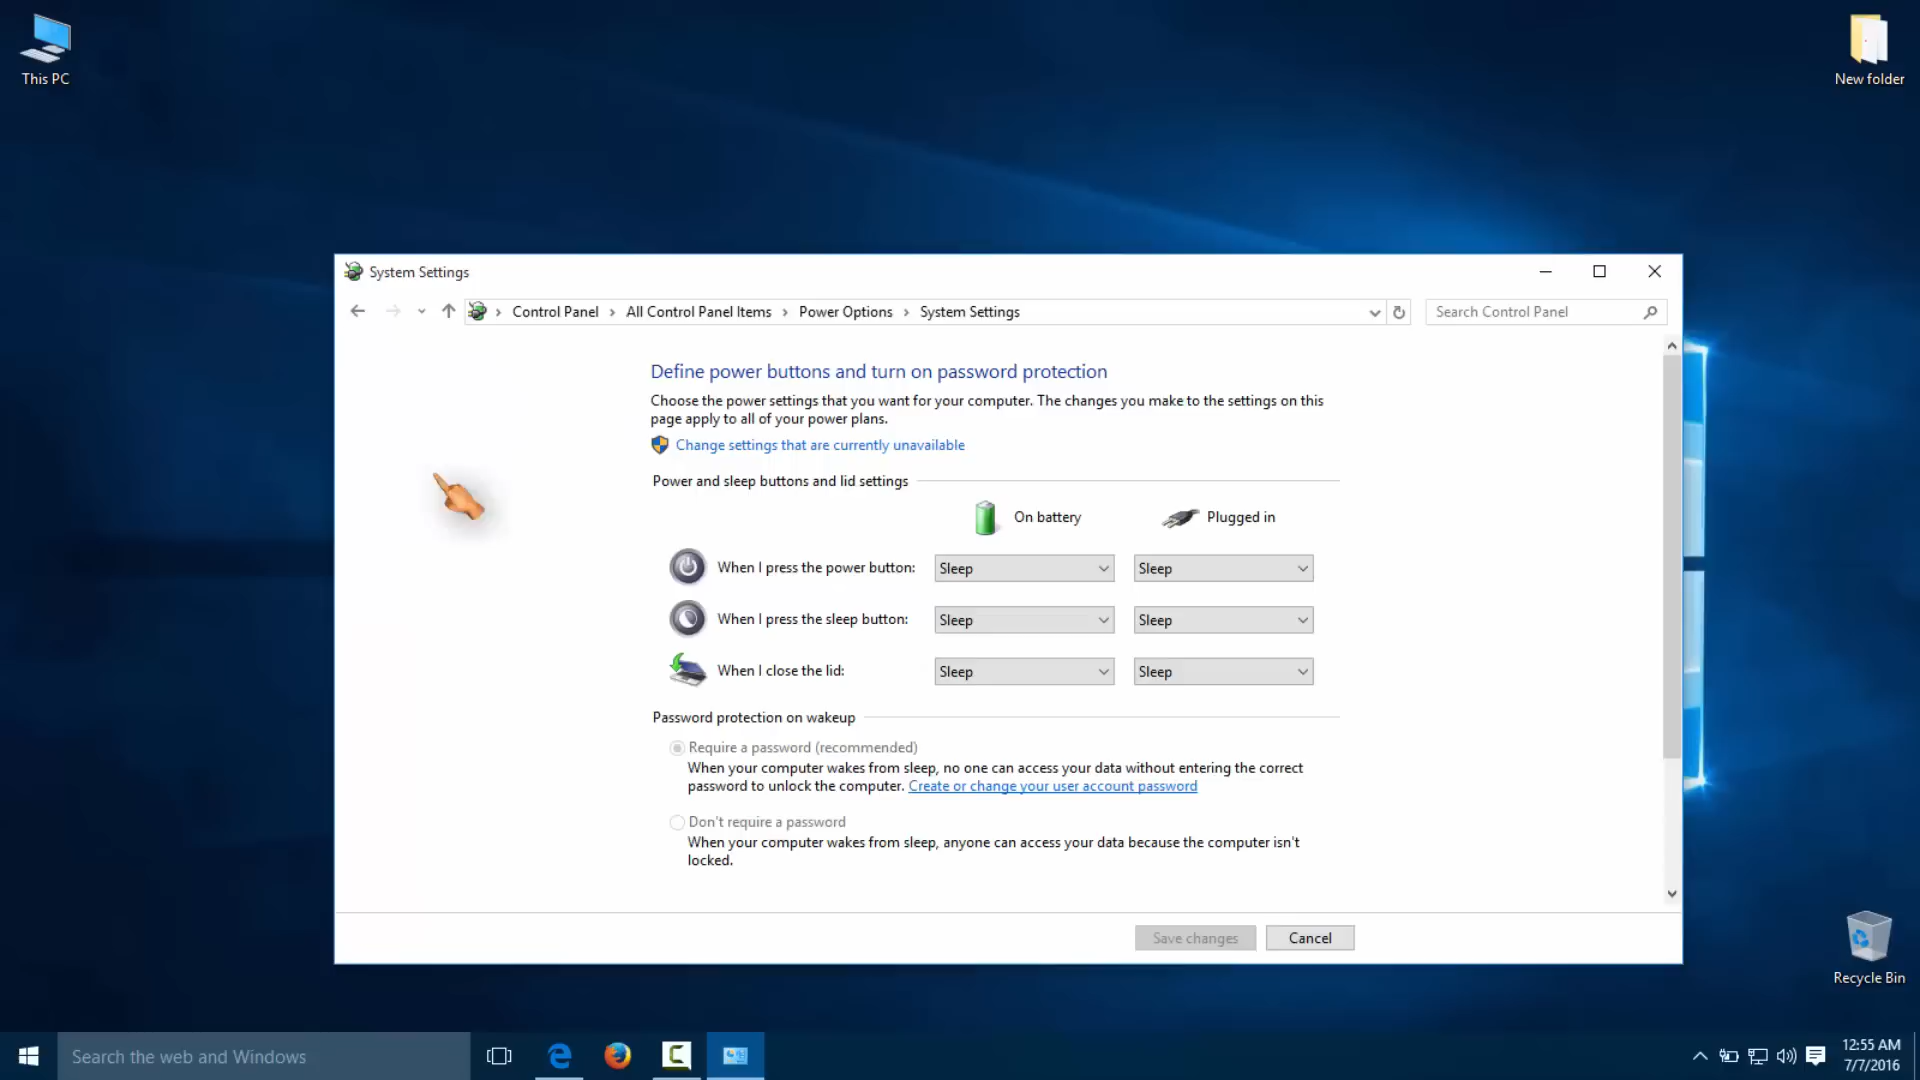 This PC
New folder
System Settings
Control Panel
All Control Panel Items
Power Options
System Settings
Search Control Panel
Define power buttons and turn on password protection
Choose the power settings that you want for your computer. The changes you make to the settings on this
page apply to all of your power plans.
Change settings that are currently unavailable
Power and sleep buttons and lid settings
On battery
Plugged in
When I press the power button:
Sleep
Sleep
When I press the sleep button:
Sleep
Sleep
When I close the lid:
Sleep
Sleep
Password protection on wakeup
Require a password (recommended)
When your computer wakes from sleep, no one can access your data without entering the correct
password to unlock the computer. Create or change your user account password
Don't require a password
When your computer wakes from sleep, anyone can access your data because the computer isn't
locked.
Save changes
Cancel
Recycle Bin
Search the web and Windows
12:55 AM
7/7/2016